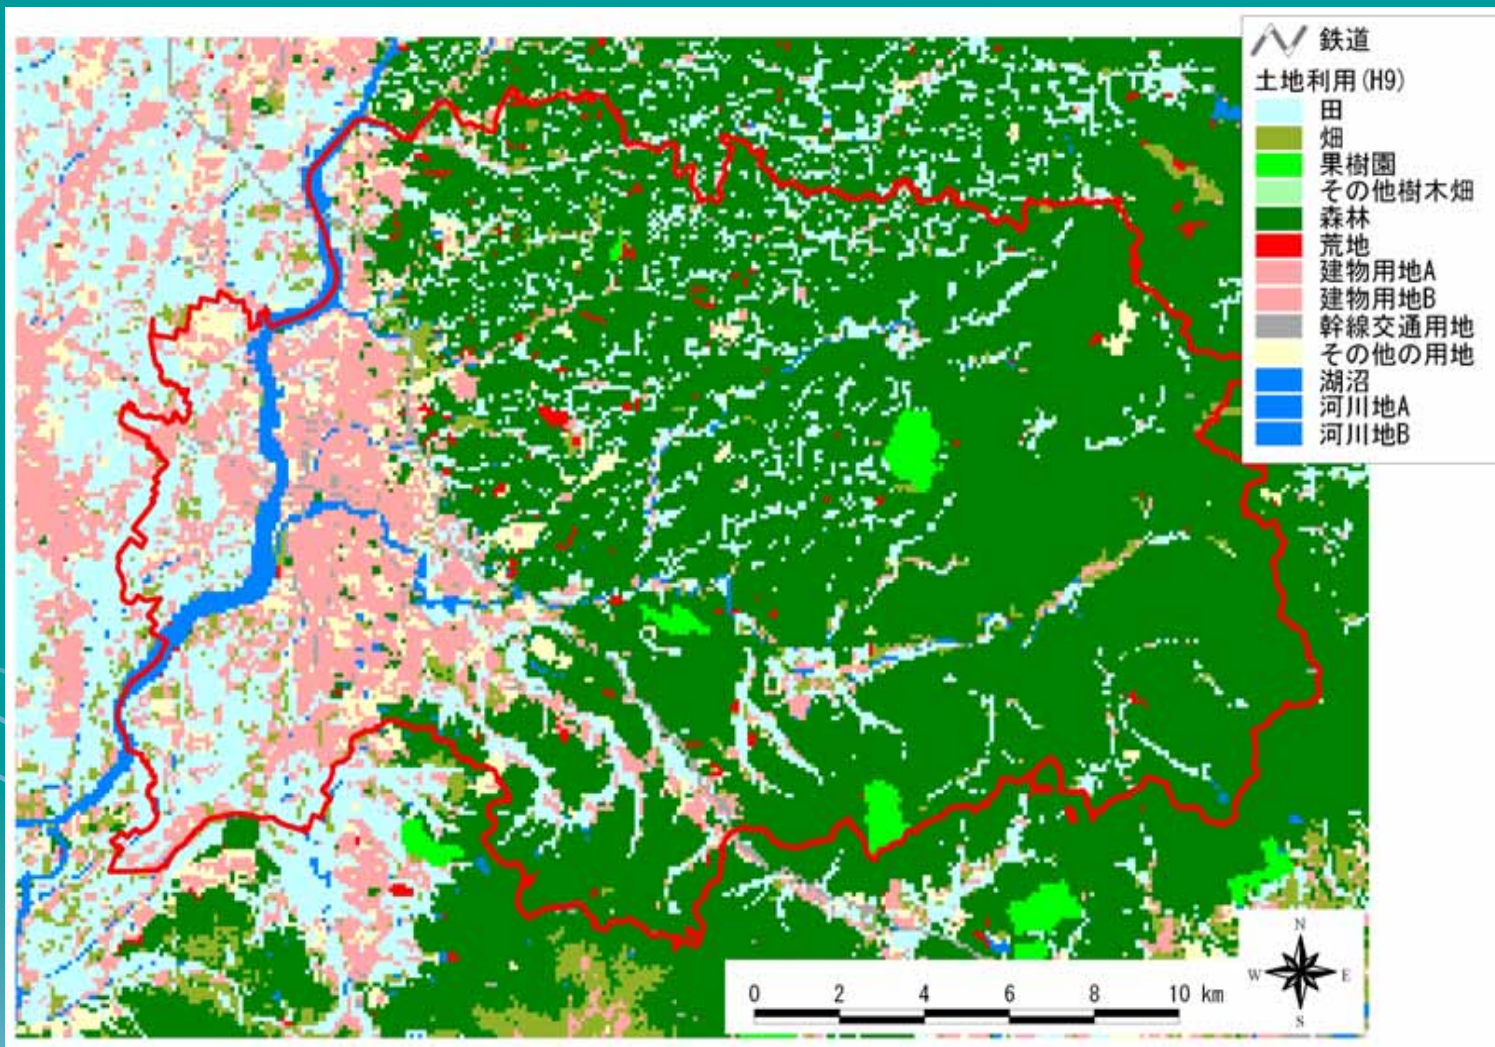 鉄道
土地利用(H9)
田
畑
果樹園
その他樹木畑
森林
荒地
建物用地A
建物用地B
幹線交通用地
その他の用地
湖沼
河川地A
河川地B
N
W E
S
0 2 4 6 8 10 km